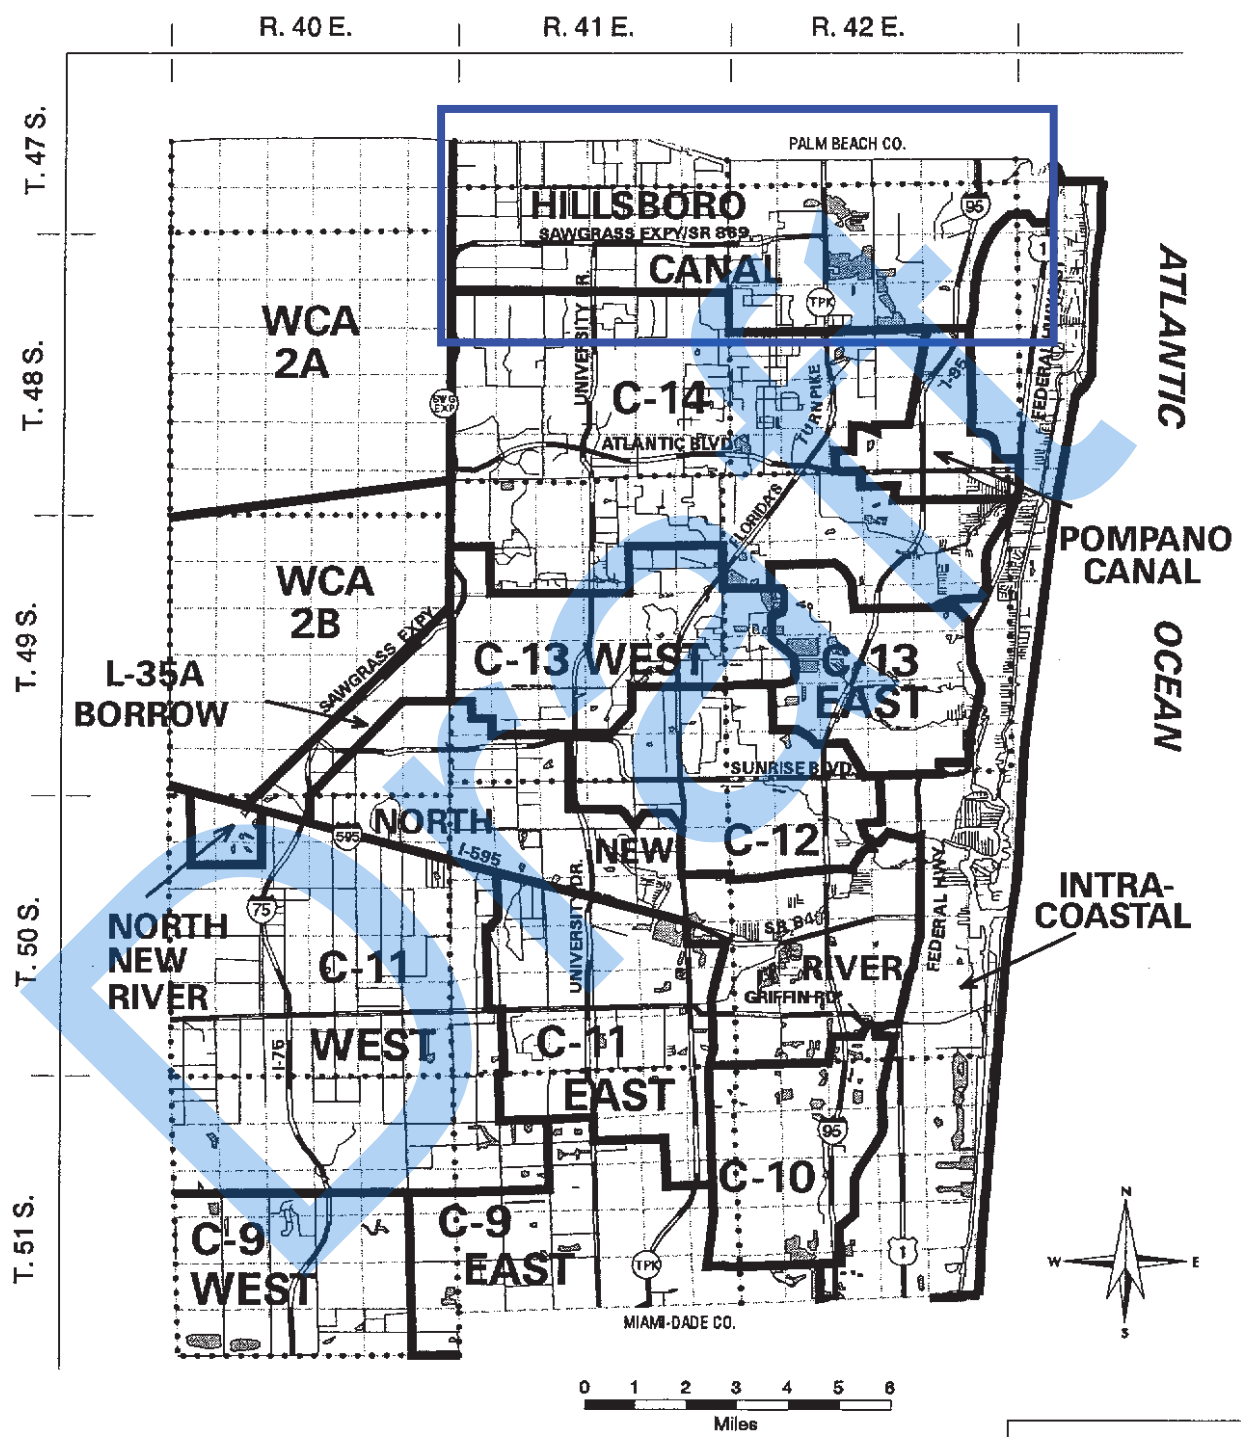 R. 40 E. R. 41 E. R. 42 E.
T. 47 S.
PALM BEACH CO.
HILLSBORO
95
SAWGRASS EXPY/SR 869
1
CANAL
ATLANTIC
WCA
2A
TPK
UNIVERSITY DR.
T. 48 S.
C-14
TURNPIKE
I-95
FEDERAL HWY
SWG
EXP
ATLANTIC BLVD
FLORIDA'S
POMPANO
CANAL
WCA
2B
T. 49 S.
SAWGRASS EXPY
C-13 WEST
C-13
EAST
OCEAN
L-35A
BORROW
SUNRISE BLVD.
NORTH
595
I-595
NEW
C-12
UNIVERSITY DR.
FEDERAL HWY
INTRA-
COASTAL
75
T. 50 S.
NORTH
NEW
RIVER
S.R. 84
C-11
RIVER
GRIFFIN RD.
WEST
I-75
C-11
EAST
95
C-10
T. 51 S.
C-9
WEST
C-9
EAST
TPK
1
N
W E
S
MIAMI-DADE CO.
0 1 2 3 4 5 6
Miles
Draft